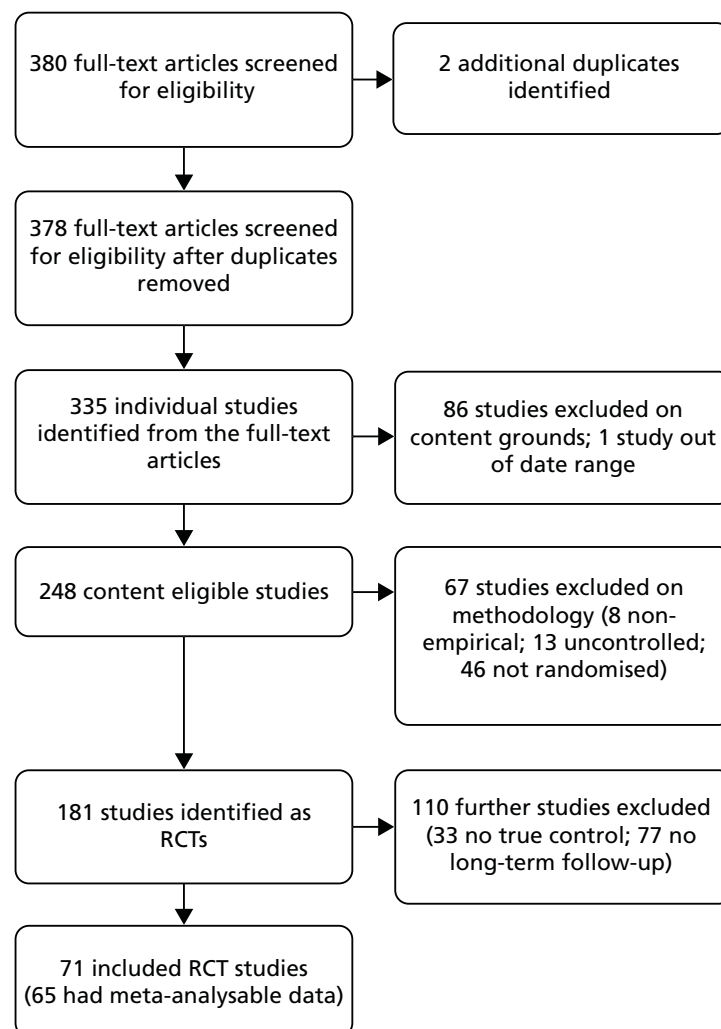 380 full-text articles screened
for eligibility
2 additional duplicates
identified
378 full-text articles screened
for eligibility after duplicates
removed
335 individual studies
identified from the full-text
articles
86 studies excluded on
content grounds; 1 study out
of date range
248 content eligible studies
67 studies excluded on
methodology (8 non-
empirical; 13 uncontrolled;
46 not randomised)
181 studies identified as
RCTs
110 further studies excluded
(33 no true control; 77 no
long-term follow-up)
71 included RCT studies
(65 had meta-analysable data)